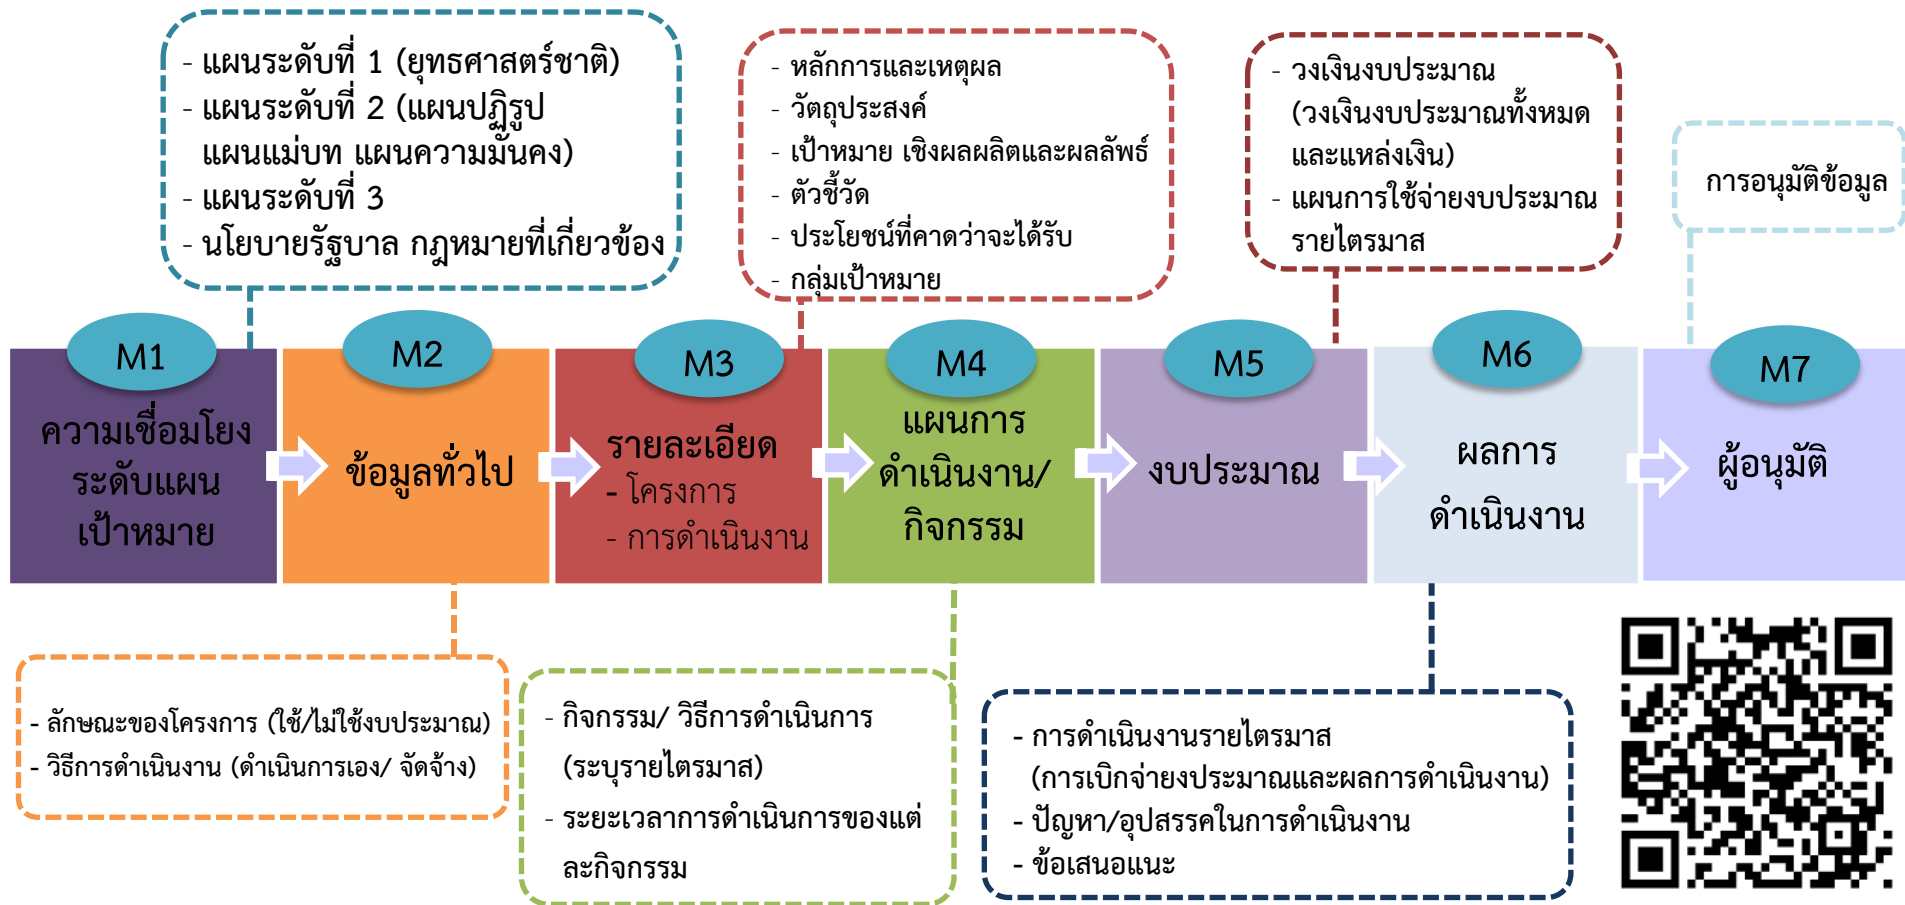 - แผนระดับที่ 1 (ยุทธศาสตร์ชาติ)
- แผนระดับที่ 2 (แผนปฏิรูป
แผนแม่บท แผนความมั่นคง)
- แผนระดับที่ 3
- นโยบายรัฐบาล กฎหมายที่เกี่ยวข้อง
- หลักการและเหตุผล
- วัตถุประสงค์
- เป้าหมาย เชิงผลผลิตและผลลัพธ์
- ตัวชี้วัด
- ประโยชน์ที่คาดว่าจะได้รับ
- กลุ่มเป้าหมาย
- วงเงินงบประมาณ
(วงเงินงบประมาณทั้งหมด
และแหล่งเงิน)
- แผนการใช้จ่ายงบประมาณ
รายไตรมาส
การอนุมัติข้อมูล
M1
ความเชื่อมโยง
ระดับแผน
เป้าหมาย
M2
ข้อมูลทั่วไป
M3
รายละเอียด
- โครงการ
- การดำเนินงาน
M4
แผนการ
ดำเนินงาน/
กิจกรรม
M5
งบประมาณ
M6
ผลการ
ดำเนินงาน
M7
ผู้อนุมัติ
- ลักษณะของโครงการ (ใช้/ไม่ใช้งบประมาณ)
- วิธีการดำเนินงาน (ดำเนินการเอง/ จัดจ้าง)
- กิจกรรม/ วิธีการดำเนินการ
(ระบุรายไตรมาส)
- ระยะเวลาการดำเนินการของแต่
ละกิจกรรม
- การดำเนินงานรายไตรมาส
(การเบิกจ่ายงประมาณและผลการดำเนินงาน)
- ปัญหา/อุปสรรคในการดำเนินงาน
- ข้อเสนอแนะ